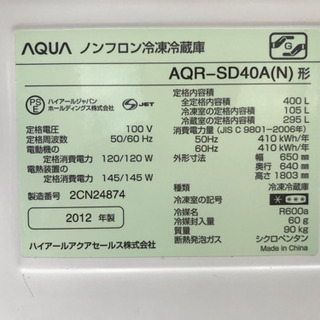 AQUA ノンフロン冷凍冷蔵庫
G
AQR-SD40A(N) 形
PS
E
ハイアールジャパン
ホールディングス株式会社
S JET
定格電圧 100 V
定格周波数 50/60 Hz
電動機の
定格消費電力 120/120 W
電熱装置の
定格消費電力 145/145 W
製造番号 2CN24874
2012 年製
ハイアールアクアセールス株式会社
定格内容積
全定格内容積 400 L
冷凍室の定格内容積 105 L
冷蔵室の定格内容積 295 L
消費電力量 (JIS C 9801-2006年)
50Hz 410 kWh/年
60Hz 410 kWh/年
外形寸法 幅 650 mm
奥行 640 mm
高さ 1803 mm
種類 冷凍冷蔵庫
冷凍室の記号
冷媒名称 R600a
冷媒封入量 60 g
質量 90 kg
断熱発泡ガス シクロペンタン
Made in China